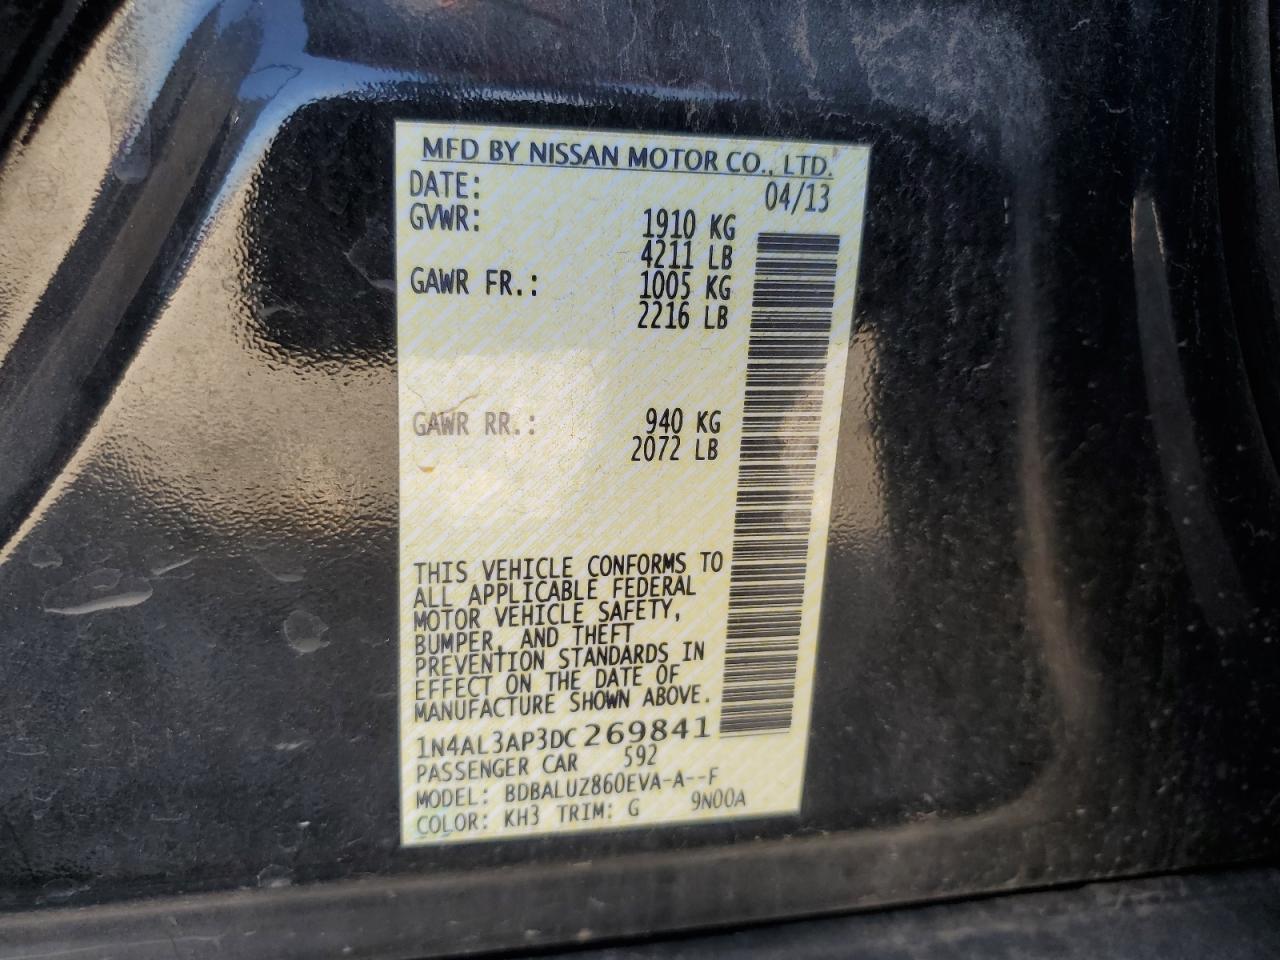 MFD BY NISSAN MOTOR CO., LTD.
DATE: 04/13
GVWR: 1910 KG
4211 LB
GAWR FR.: 1005 KG
2216 LB
GAWR RR.: 940 KG
2072 LB
THIS VEHICLE CONFORMS TO
ALL APPLICABLE FEDERAL
MOTOR VEHICLE SAFETY,
BUMPER, AND THEFT
PREVENTION STANDARDS IN
EFFECT ON THE DATE OF
MANUFACTURE SHOWN ABOVE.
1N4AL3AP3DC269841
PASSENGER CAR 592
MODEL: BDBALUZ860EVA-A--F
COLOR: KH3 TRIM: G 9N00A